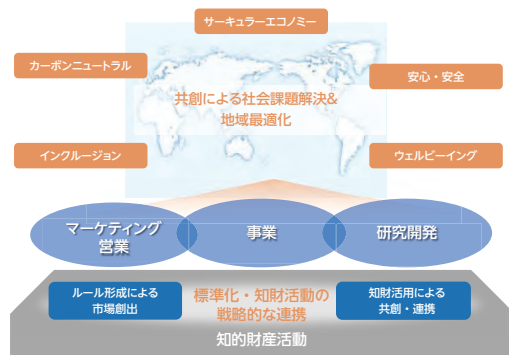 サーキュラーエコノミー
カーボンニュートラル
安心・安全
共創による社会課題解決&
地域最適化
インクルージョン
ウェルビーイング
マーケティング
営業
事業
研究開発
ルール形成による
市場創出
標準化・知財活動の
戦略的な連携
知財活用による
共創・連携
知的財産活動